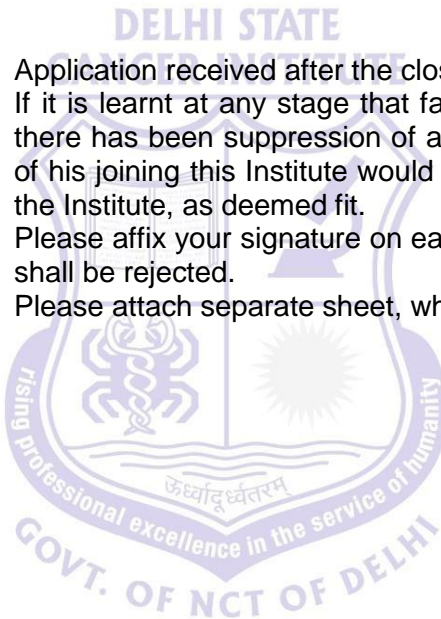 DELHI STATE
CANCER INSTITUTE
Application received after the clos
If it is learnt at any stage that fa
there has been suppression of a
of his joining this Institute would
the Institute, as deemed fit.
Please affix your signature on ea
shall be rejected.
Please attach separate sheet, wh
rising professional excellence in the service of humanity
ऊर्ध्वादूर्ध्वतरम्
GOVT. OF NCT OF DELHI